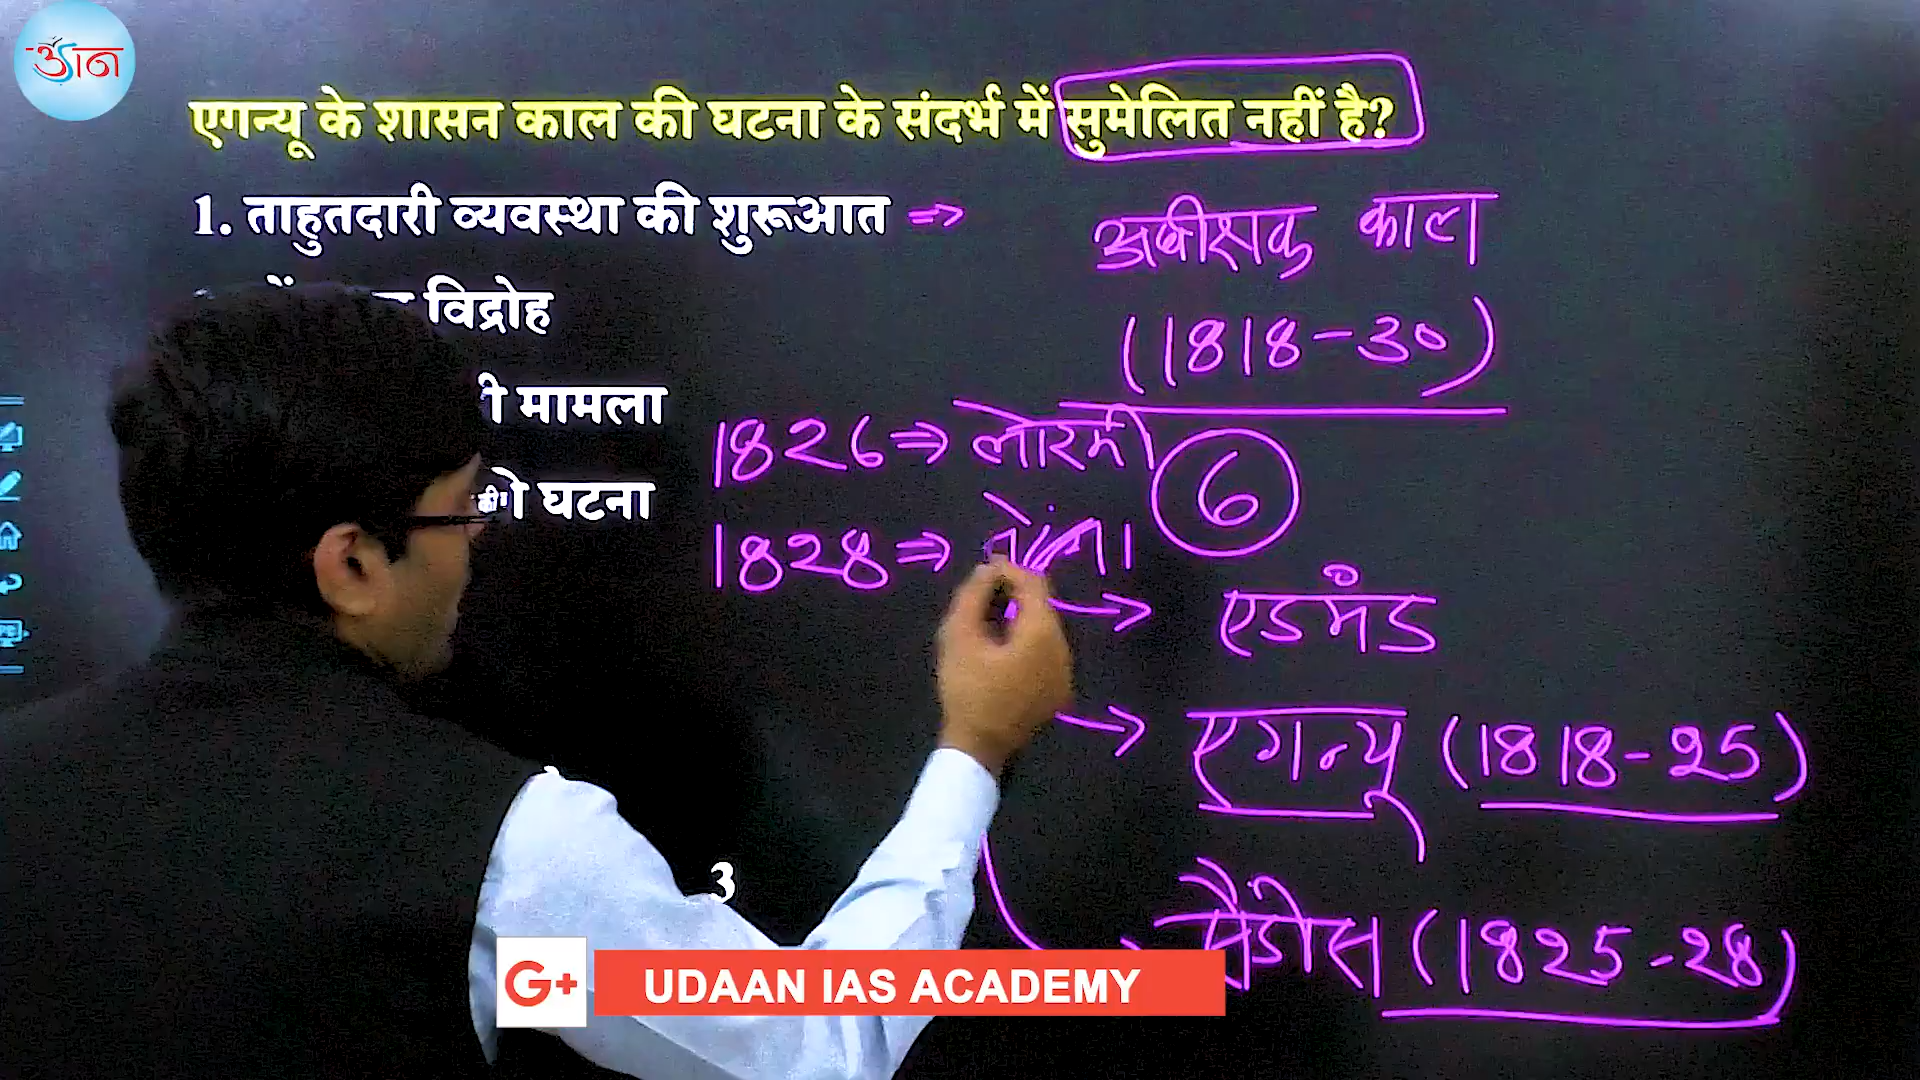 उड़ान
एगन्यू के शासन काल की घटना के संदर्भ में सुमेलित नहीं है?
1. ताहुतदारी व्यवस्था की शुरूआत ⇒
अधीक्षक काल
विद्रोह
(1818-30)
मामला
1826 ⇒ लोरमी
6
की घटना
1828 ⇒
→ एडमंड
→ एगन्यू (1818-25)
3
सैंडीस (1825-28)
G+ UDAAN IAS ACADEMY